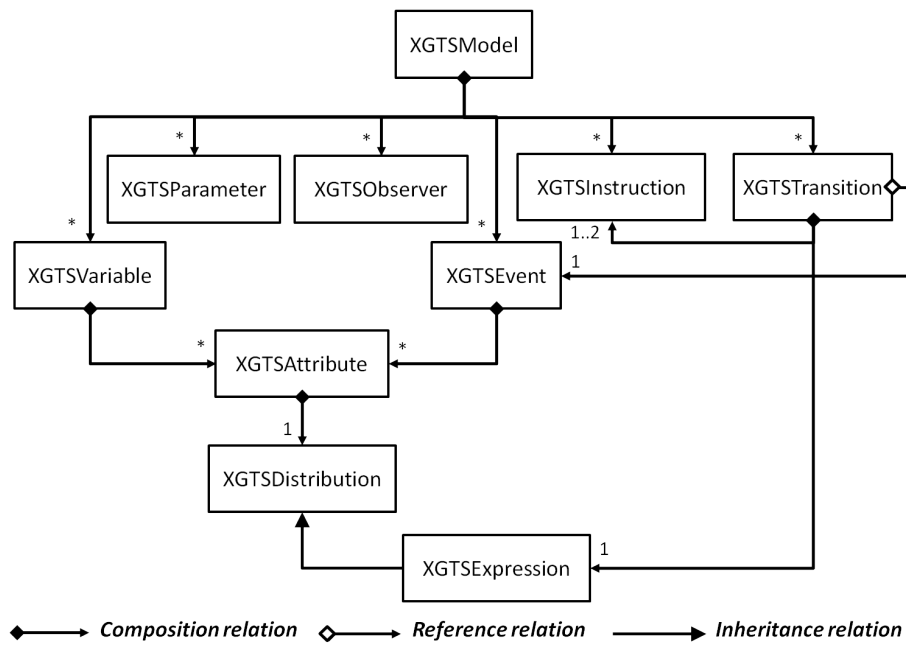 XGTSModel
* * * *
XGTSParameter XGTSObserver XGTSInstruction XGTSTransition
* *
1..2
1
XGTSVariable XGTSEvent
* *
XGTSAttribute
1
XGTSDistribution
1
XGTSExpression
Composition relation Reference relation Inheritance relation